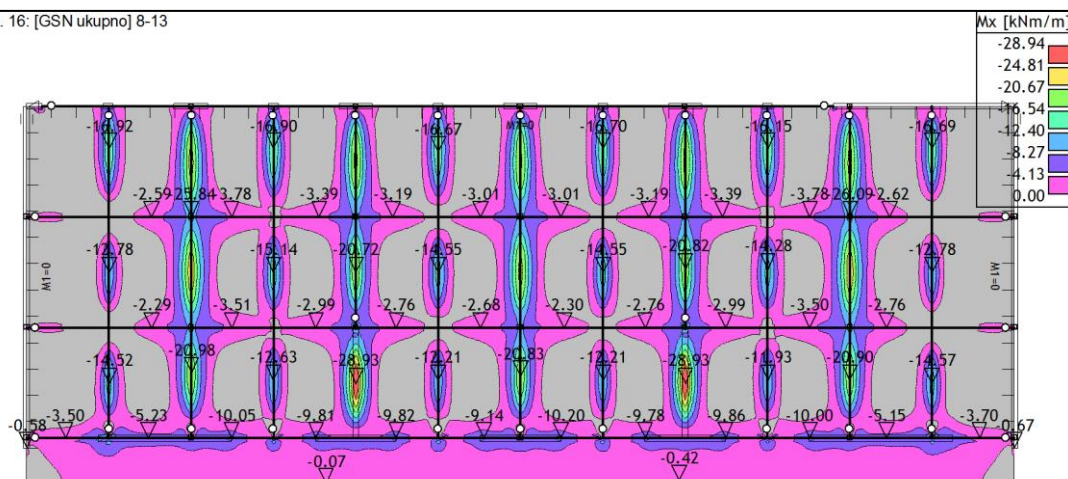 . 16: [GSN ukupno] 8-13
Mx [kNm/m]
-28.94
-24.81
-20.67
-16.54
-12.40
-8.27
-4.13
0.00
-16.92 -16.90 -16.67 M1=0 -16.70 -16.15 -16.69
-2.59 -25.84 -3.78 -3.39 -3.19 -3.01 -3.01 -3.19 -3.39 -3.78 -26.09 -2.62
-12.78 -15.14 -20.72 -14.55 -14.55 -20.82 -14.28 -12.78
M1=0 M1=0
-2.29 -3.51 -2.99 -2.76 -2.68 -2.30 -2.76 -2.99 -3.50 -2.76
-14.52 -20.98 -12.63 -28.93 -12.21 -20.83 -12.21 -28.93 -11.93 -20.90 -14.57
-0.58 -3.50 -5.23 -10.05 -9.81 -9.82 -9.14 -10.20 -9.78 -9.86 -10.00 -5.15 -3.70 -0.67
-0.07 -0.42